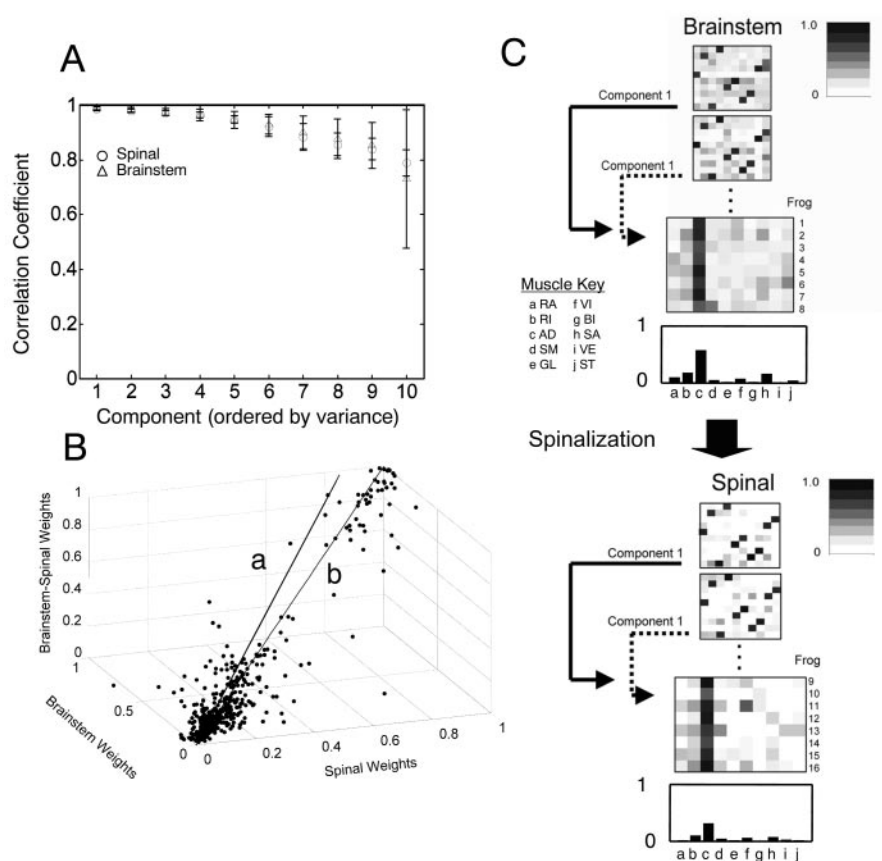 A
Correlation Coefficient
1
0.8
0.6
0.4
0.2
0
Spinal
Brainstem
1 2 3 4 5 6 7 8 9 10
Component (ordered by variance)
B
Brainstem-Spinal Weights
1
0.8
0.6
0.4
0.2
0
1
0.5
0
Brainstem Weights
a
b
0 0.2 0.4 0.6 0.8 1
Spinal Weights
C
Brainstem
1.0
0
Component 1
Component 1
Frog
1
2
3
4
5
6
7
8
Muscle Key
a RA f VI
b RI g BI
c AD h SA
d SM i VE
e GL j ST
1
0
a b c d e f g h i j
Spinalization
Spinal
1.0
0
Component 1
Component 1
Frog
9
10
11
12
13
14
15
16
1
0
a b c d e f g h i j